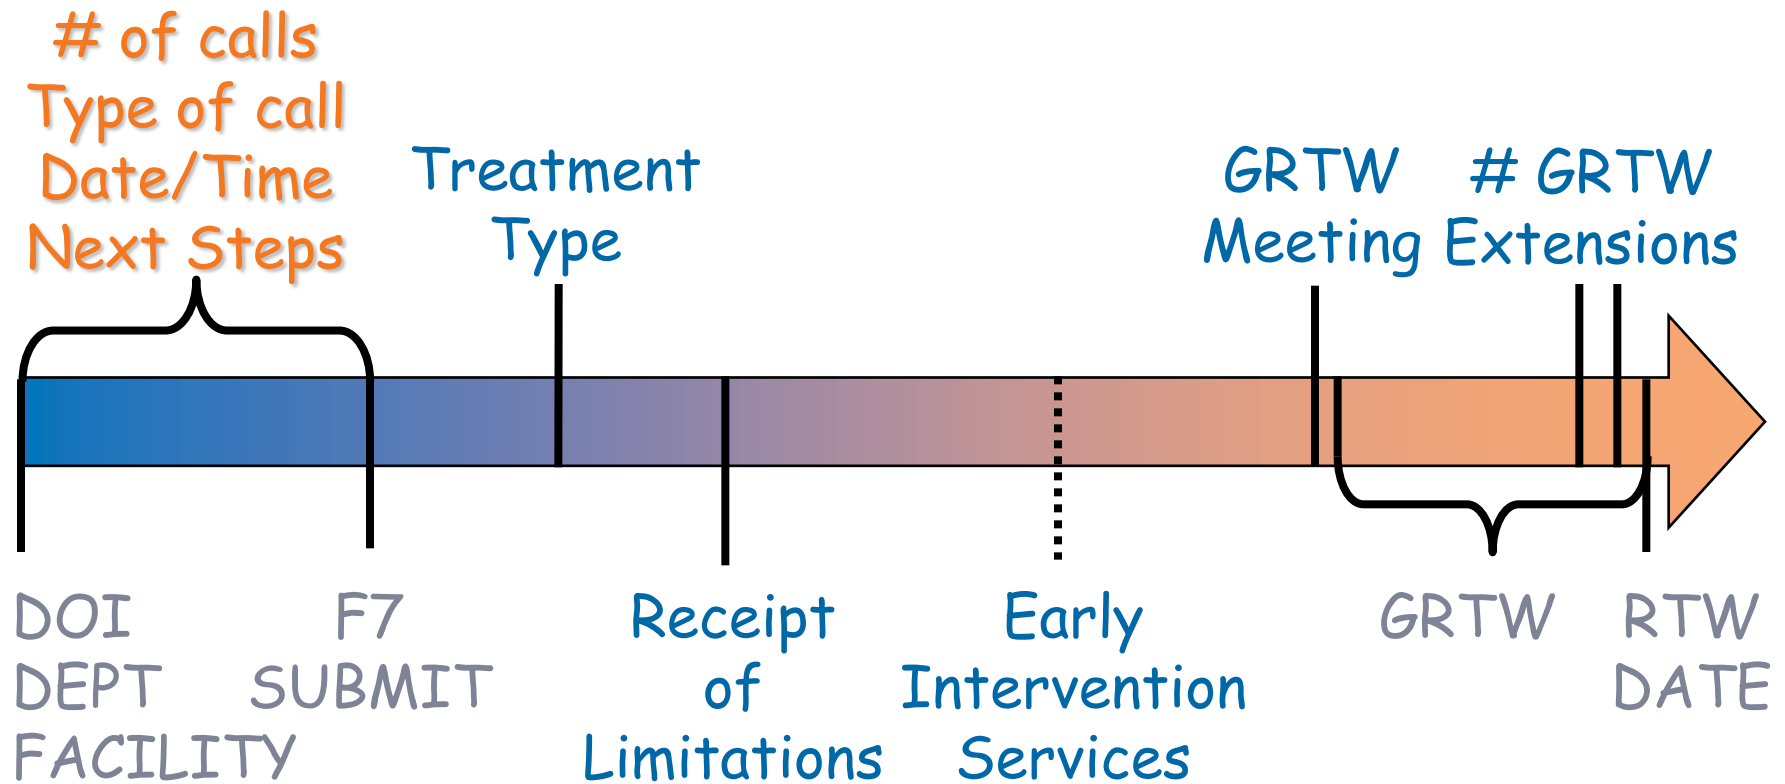 # of calls
Type of call
Date/Time
Next Steps
Treatment
Type
GRTW
Meeting
# GRTW
Extensions
DOI
DEPT
FACILITY
F7
SUBMIT
Receipt
of
Limitations
Early
Intervention
Services
GRTW
RTW
DATE